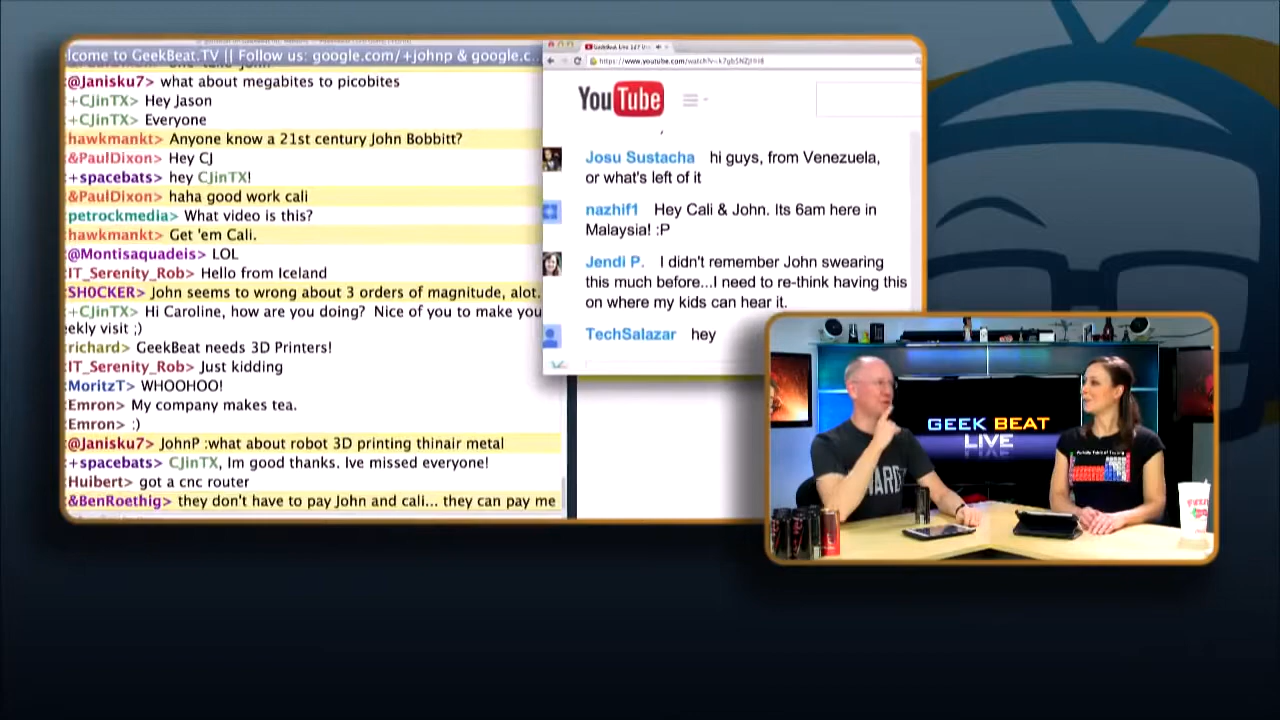 elcome to GeekBeat.TV || Follow us: google.com/+johnp & google.c...
@Janisku7> what about megabites to picobites
+CJinTX> Hey Jason
+CJinTX> Everyone
hawkmankt> Anyone know a 21st century John Bobbitt?
&PaulDixon> Hey CJ
+spacebats> hey CJinTX!
&PaulDixon> haha good work cali
petrockmedia> What video is this?
hawkmankt> Get 'em Cali.
@Montisaquadeis> LOL
IT_Serenity_Rob> Hello from Iceland
SH0CKER> John seems to wrong about 3 orders of magnitude, alot.
+CJinTX> Hi Caroline, how are you doing? Nice of you to make you
eekly visit ;)
richard> GeekBeat needs 3D Printers!
IT_Serenity_Rob> Just kidding
MoritzT> WHOOHOO!
Emron> My company makes tea.
Emron> :)
@Janisku7> JohnP :what about robot 3D printing thinair metal
+spacebats> CJinTX, Im good thanks. Ive missed everyone!
Huibert> got a cnc router
&BenRoethig> they don't have to pay John and cali... they can pay me
YouTube
Josu Sustacha hi guys, from Venezuela,
or what's left of it
nazhif1 Hey Cali & John. Its 6am here in
Malaysia! :P
Jendi P. I didn't remember John swearing
this much before...I need to re-think having this
on where my kids can hear it.
TechSalazar hey
GEEK BEAT
LIVE